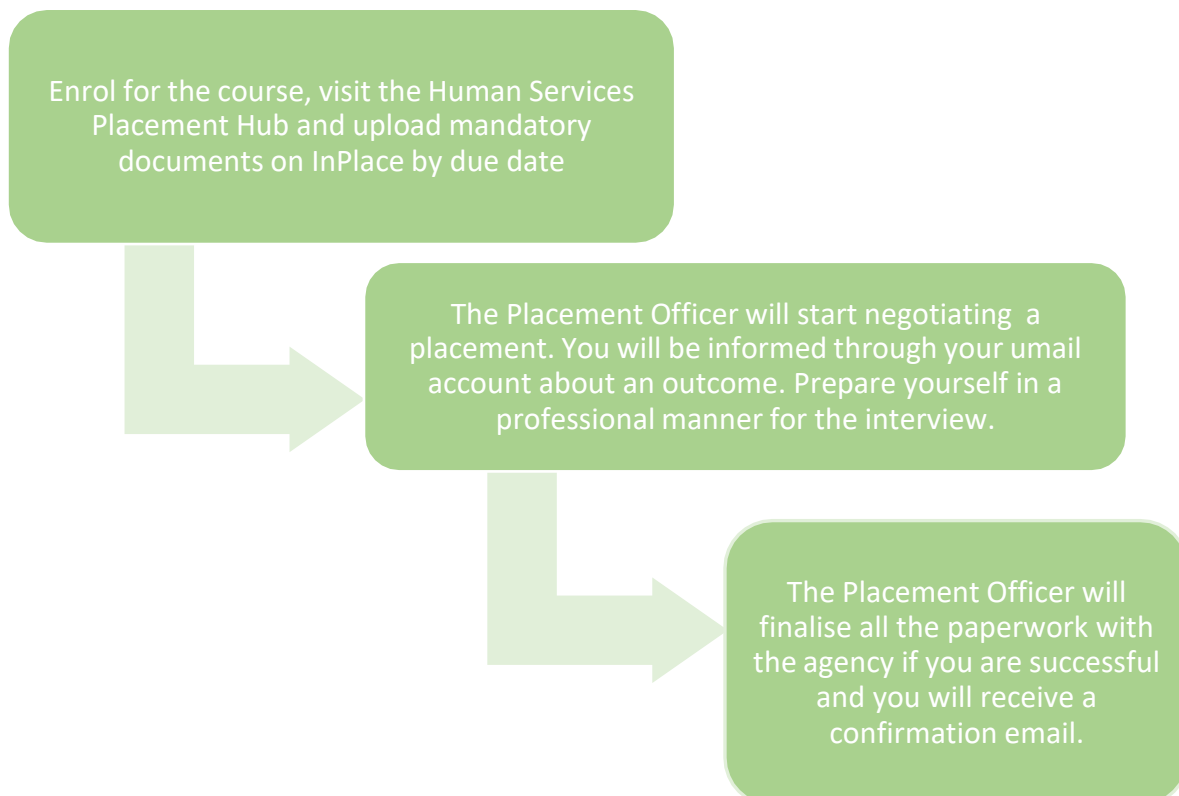 Enrol for the course, visit the Human Services
Placement Hub and upload mandatory
documents on InPlace by due date
The Placement Officer will start negotiating  a
placement. You will be informed through your umail
account about an outcome. Prepare yourself in a
professional manner for the interview.
The Placement Officer will
finalise all the paperwork with
the agency if you are successful
and you will receive a
confirmation email.